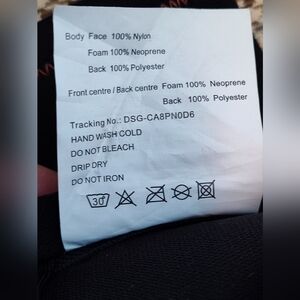 Body Face 100% Nylon
Foam 100% Neoprene
Back 100% Polyester
Front centre / Back centre Foam 100% Neoprene
Back 100% Polyester
Tracking No.: DSG-CA8PN0D6
HAND WASH COLD
DO NOT BLEACH
DRIP DRY
DO NOT IRON
30